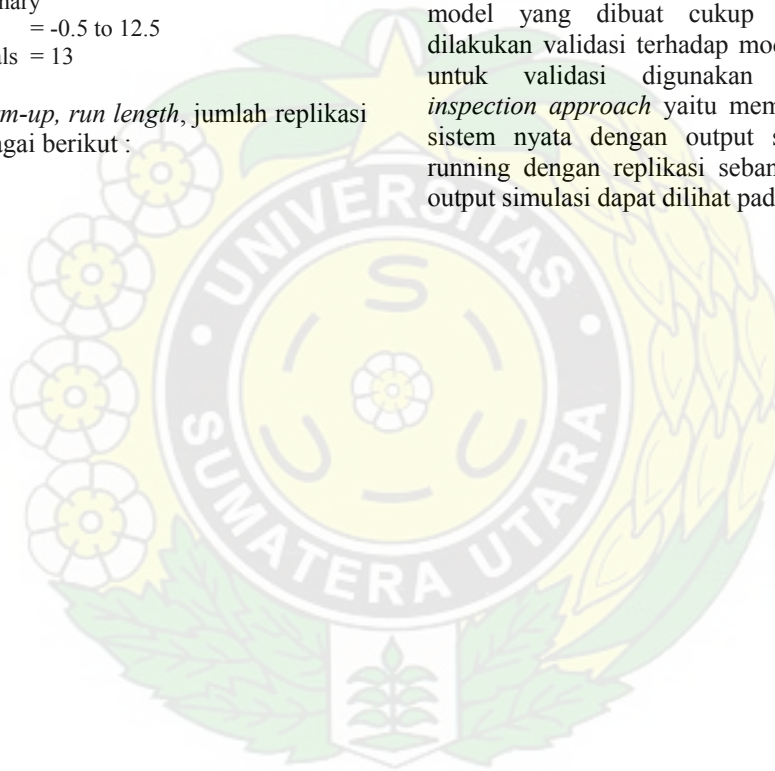 nary
= -0.5 to 12.5
als = 13
m-up, run length, jumlah replikasi
agai berikut :
model yang dibuat cukup
dilakukan validasi terhadap mod
untuk validasi digunakan
inspection approach yaitu mem
sistem nyata dengan output s
running dengan replikasi seban
output simulasi dapat dilihat pad
UNIVERSITAS
SUMATERA UTARA
U S U